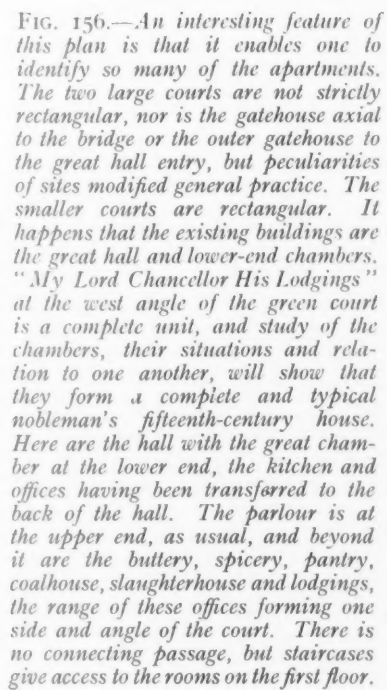 FIG. 156.—An interesting feature of
this plan is that it enables one to
identify so many of the apartments.
The two large courts are not strictly
rectangular, nor is the gatehouse axial
to the bridge or the outer gatehouse to
the great hall entry, but peculiarities
of sites modified general practice. The
smaller courts are rectangular. It
happens that the existing buildings are
the great hall and lower-end chambers.
"My Lord Chancellor His Lodgings"
at the west angle of the green court
is a complete unit, and study of the
chambers, their situations and rela-
tion to one another, will show that
they form a complete and typical
nobleman's fifteenth-century house.
Here are the hall with the great cham-
ber at the lower end, the kitchen and
offices having been transferred to the
back of the hall. The parlour is at
the upper end, as usual, and beyond
it are the buttery, spicery, pantry,
coalhouse, slaughterhouse and lodgings,
the range of these offices forming one
side and angle of the court. There is
no connecting passage, but staircases
give access to the rooms on the first floor.